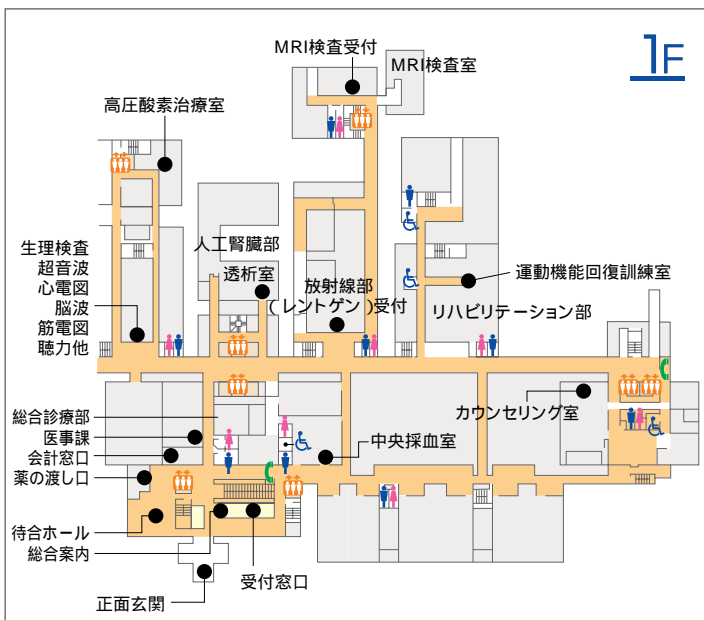 1F
MRI検査受付
MRI検査室
高圧酸素治療室
生理検査
超音波
心電図
脳波
筋電図
聴力他
人工腎臓部
透析室
放射線部
(レントゲン)受付
運動機能回復訓練室
リハビリテーション部
総合診療部
医事課
会計窓口
薬の渡し口
カウンセリング室
中央採血室
待合ホール
総合案内
受付窓口
正面玄関